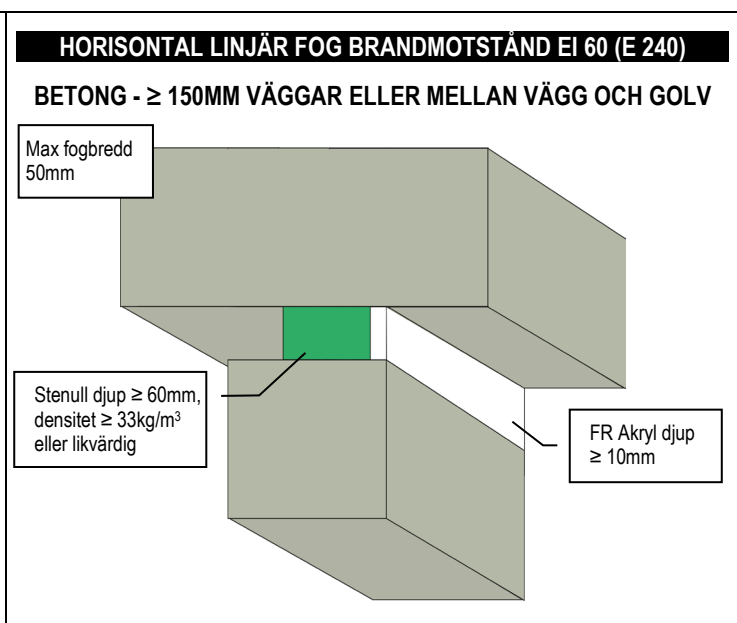 HORISONTAL LINJÄR FOG BRANDMOTSTÅND EI 60 (E 240)
BETONG - ≥ 150MM VÄGGAR ELLER MELLAN VÄGG OCH GOLV
Max fogbredd
50mm
Stenull djup ≥ 60mm,
densitet ≥ 33kg/m³
eller likvärdig
FR Akryl djup
≥ 10mm